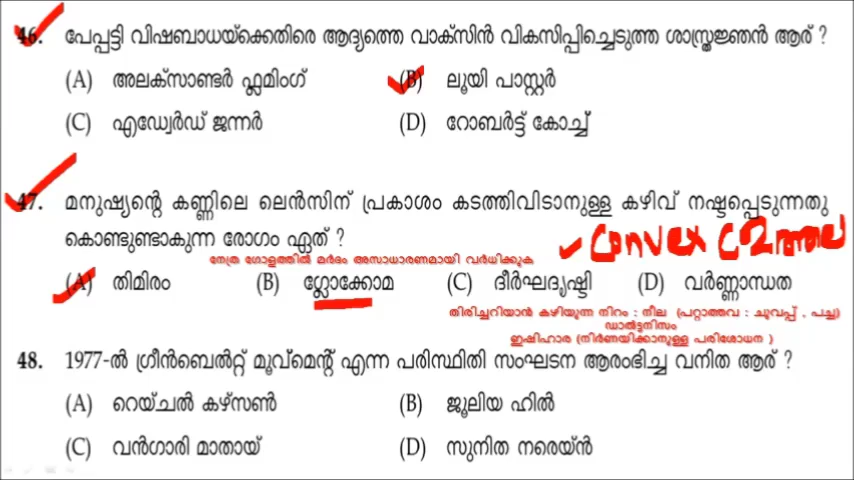 46. പേപ്പട്ടി വിഷബാധയ്ക്കെതിരെ ആദ്യത്തെ വാക്സിൻ വികസിപ്പിച്ചെടുത്ത ശാസ്ത്രജ്ഞൻ ആര് ?
(A) അലക്സാണ്ടർ ഫ്ലമിംഗ് (B) ലൂയി പാസ്റ്റർ
(C) എഡ്വേർഡ് ജന്നർ (D) റോബർട്ട് കോച്ച്
47. മനുഷ്യന്റെ കണ്ണിലെ ലെൻസിന് പ്രകാശം കടത്തിവിടാനുള്ള കഴിവ് നഷ്ടപ്പെടുന്നതു
കൊണ്ടുണ്ടാകുന്ന രോഗം ഏത് ? Convex
നേത്ര ഗോളത്തിൽ മർദം അസാധാരണമായി വർധിക്കുക
(A) തിമിരം (B) ഗ്ലോക്കോമ (C) ദീർഘദൃഷ്ടി (D) വർണ്ണാന്ധത
തിരിച്ചറിയാൻ കഴിയുന്ന നിറം : നീല (പറ്റാത്തവ : ചുവപ്പ് , പച്ച)
ഡാൽട്ടനിസം
ഇഷിഹാര (നിർണയിക്കാനുള്ള പരിശോധന )
48. 1977-ൽ ഗ്രീൻബെൽറ്റ് മൂവ്മെന്റ് എന്ന പരിസ്ഥിതി സംഘടന ആരംഭിച്ച വനിത ആര് ?
(A) റെയ്ചൽ കഴ്സൺ (B) ജൂലിയ ഹിൽ
(C) വൻഗാരി മാതായ് (D) സുനിത നരെയ്ൻ